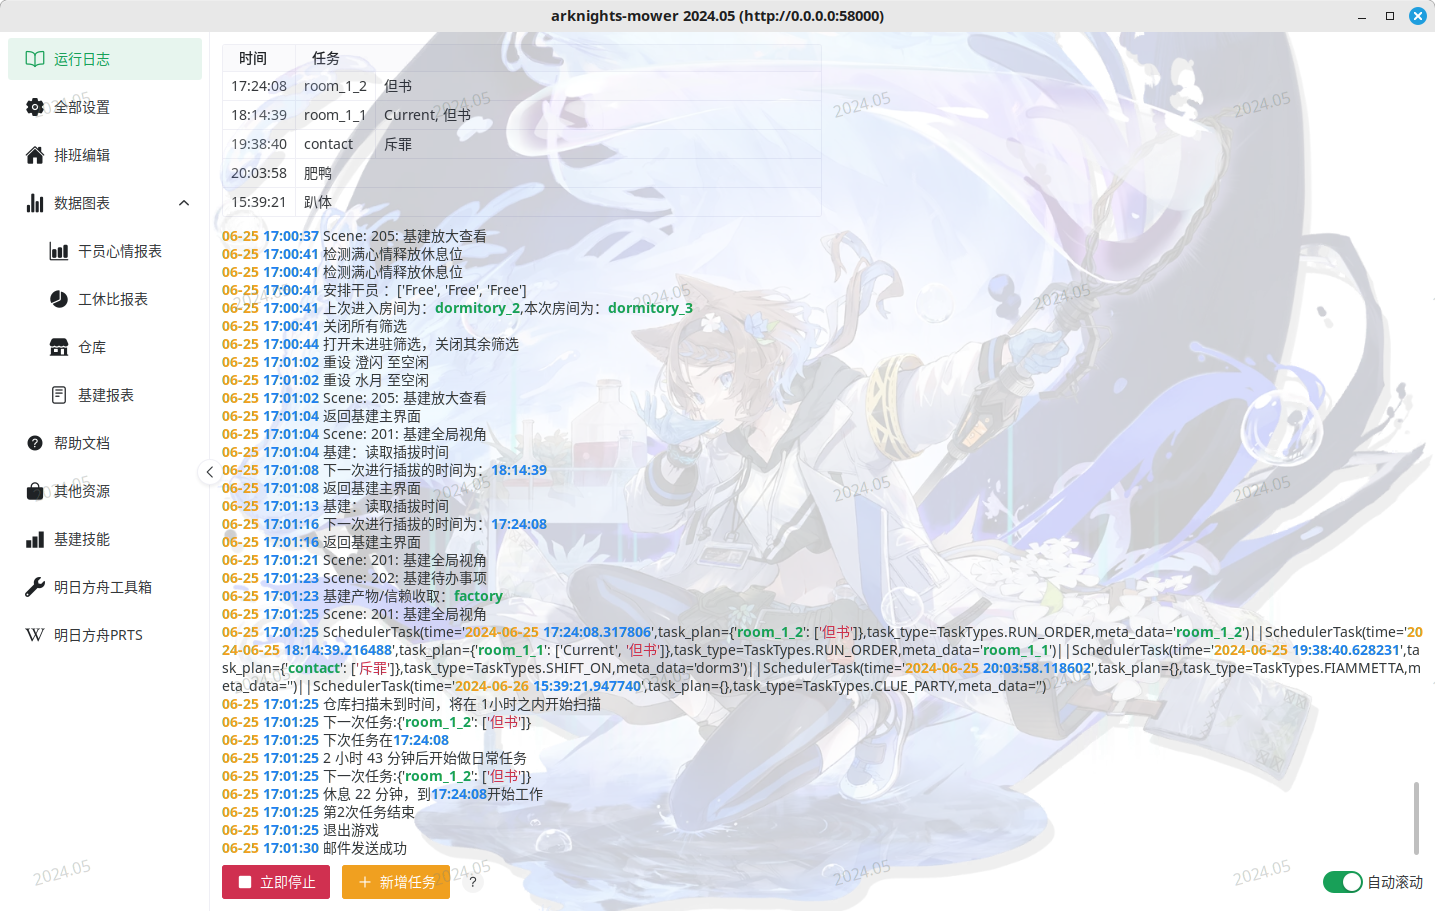 arknights-mower 2024.05 (http://0.0.0.0:58000)
运行日志
全部设置
排班编辑
数据图表
干员心情报表
工休比报表
仓库
基建报表
帮助文档
其他资源
基建技能
明日方舟工具箱
明日方舟PRTS
时间 任务
17:24:08 room_1_2 但书
18:14:39 room_1_1 Current, 但书
19:38:40 contact 斥罪
20:03:58 肥鸭
15:39:21 趴体
06-25 17:00:37 Scene: 205: 基建放大查看
06-25 17:00:41 检测满心情释放休息位
06-25 17:00:41 检测满心情释放休息位
06-25 17:00:41 安排干员 ：['Free', 'Free', 'Free']
06-25 17:00:41 上次进入房间为：dormitory_2,本次房间为：dormitory_3
06-25 17:00:41 关闭所有筛选
06-25 17:00:44 打开未进驻筛选，关闭其余筛选
06-25 17:01:02 重设 澄闪 至空闲
06-25 17:01:02 重设 水月 至空闲
06-25 17:01:02 Scene: 205: 基建放大查看
06-25 17:01:04 返回基建主界面
06-25 17:01:04 Scene: 201: 基建全局视角
06-25 17:01:04 基建：读取插拔时间
06-25 17:01:08 下一次进行插拔的时间为：18:14:39
06-25 17:01:08 返回基建主界面
06-25 17:01:13 基建：读取插拔时间
06-25 17:01:16 下一次进行插拔的时间为：17:24:08
06-25 17:01:16 返回基建主界面
06-25 17:01:21 Scene: 201: 基建全局视角
06-25 17:01:23 Scene: 202: 基建待办事项
06-25 17:01:23 基建产物/信赖收取：factory
06-25 17:01:25 Scene: 201: 基建全局视角
06-25 17:01:25 SchedulerTask(time='2024-06-25 17:24:08.317806',task_plan={'room_1_2': ['但书']},task_type=TaskTypes.RUN_ORDER,meta_data='room_1_2')||SchedulerTask(time='20
24-06-25 18:14:39.216488',task_plan={'room_1_1': ['Current', '但书']},task_type=TaskTypes.RUN_ORDER,meta_data='room_1_1')||SchedulerTask(time='2024-06-25 19:38:40.628231',ta
sk_plan={'contact': ['斥罪']},task_type=TaskTypes.SHIFT_ON,meta_data='dorm3')||SchedulerTask(time='2024-06-25 20:03:58.118602',task_plan={},task_type=TaskTypes.FIAMMETTA,m
eta_data='')||SchedulerTask(time='2024-06-26 15:39:21.947740',task_plan={},task_type=TaskTypes.CLUE_PARTY,meta_data='')
06-25 17:01:25 仓库扫描未到时间，将在 1小时之内开始扫描
06-25 17:01:25 下一次任务:{'room_1_2': ['但书']}
06-25 17:01:25 下次任务在17:24:08
06-25 17:01:25 2 小时 43 分钟后开始做日常任务
06-25 17:01:25 下一次任务:{'room_1_2': ['但书']}
06-25 17:01:25 休息 22 分钟，到17:24:08开始工作
06-25 17:01:25 第2次任务结束
06-25 17:01:25 退出游戏
06-25 17:01:30 邮件发送成功
立即停止
新增任务
?
自动滚动
2024.05
2024.05
2024.05
2024.05
2024.05
2024.05
2024.05
2024.05
2024.05
2024.05
2024.05
2024.05
2024.05